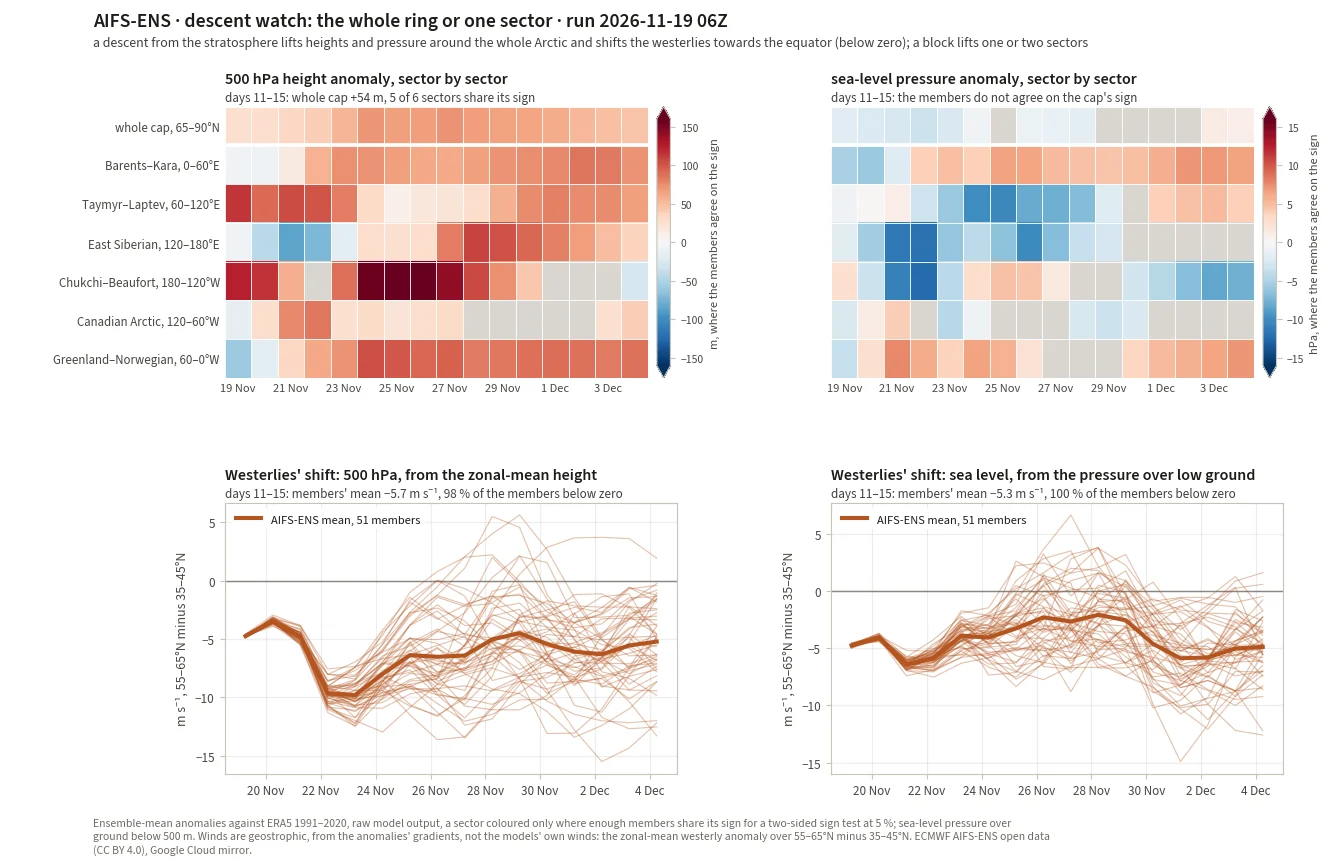 AIFS-ENS · descent watch: the whole ring or one sector · run 2026-11-19 06Z
a descent from the stratosphere lifts heights and pressure around the whole Arctic and shifts the westerlies towards the equator (below zero); a block lifts one or two sectors
500 hPa height anomaly, sector by sector
days 11–15: whole cap +54 m, 5 of 6 sectors share its sign
whole cap, 65–90°N
Barents–Kara, 0–60°E
Taymyr–Laptev, 60–120°E
East Siberian, 120–180°E
Chukchi–Beaufort, 180–120°W
Canadian Arctic, 120–60°W
Greenland–Norwegian, 60–0°W
19 Nov 21 Nov 23 Nov 25 Nov 27 Nov 29 Nov 1 Dec 3 Dec
150
100
50
0
−50
−100
−150
m, where the members agree on the sign
sea-level pressure anomaly, sector by sector
days 11–15: the members do not agree on the cap's sign
19 Nov 21 Nov 23 Nov 25 Nov 27 Nov 29 Nov 1 Dec 3 Dec
15
10
5
0
−5
−10
−15
hPa, where the members agree on the sign
Westerlies' shift: 500 hPa, from the zonal-mean height
days 11–15: members' mean −5.7 m s⁻¹, 98 % of the members below zero
AIFS-ENS mean, 51 members
m s⁻¹, 55–65°N minus 35–45°N
5
0
−5
−10
−15
20 Nov 22 Nov 24 Nov 26 Nov 28 Nov 30 Nov 2 Dec 4 Dec
Westerlies' shift: sea level, from the pressure over low ground
days 11–15: members' mean −5.3 m s⁻¹, 100 % of the members below zero
AIFS-ENS mean, 51 members
m s⁻¹, 55–65°N minus 35–45°N
5
0
−5
−10
−15
20 Nov 22 Nov 24 Nov 26 Nov 28 Nov 30 Nov 2 Dec 4 Dec
Ensemble-mean anomalies against ERA5 1991–2020, raw model output, a sector coloured only where enough members share its sign for a two-sided sign test at 5 %; sea-level pressure over
ground below 500 m. Winds are geostrophic, from the anomalies' gradients, not the models' own winds: the zonal-mean westerly anomaly over 55–65°N minus 35–45°N. ECMWF AIFS-ENS open data
(CC BY 4.0), Google Cloud mirror.